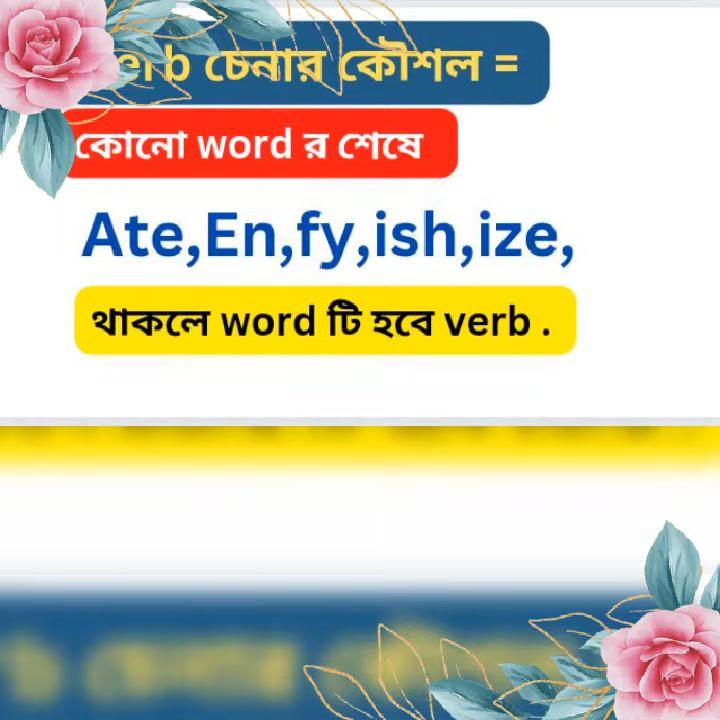 চেনার কৌশল =
কোনো word র শেষে
Ate,En,fy,ish,ize,
থাকলে word টি হবে verb .